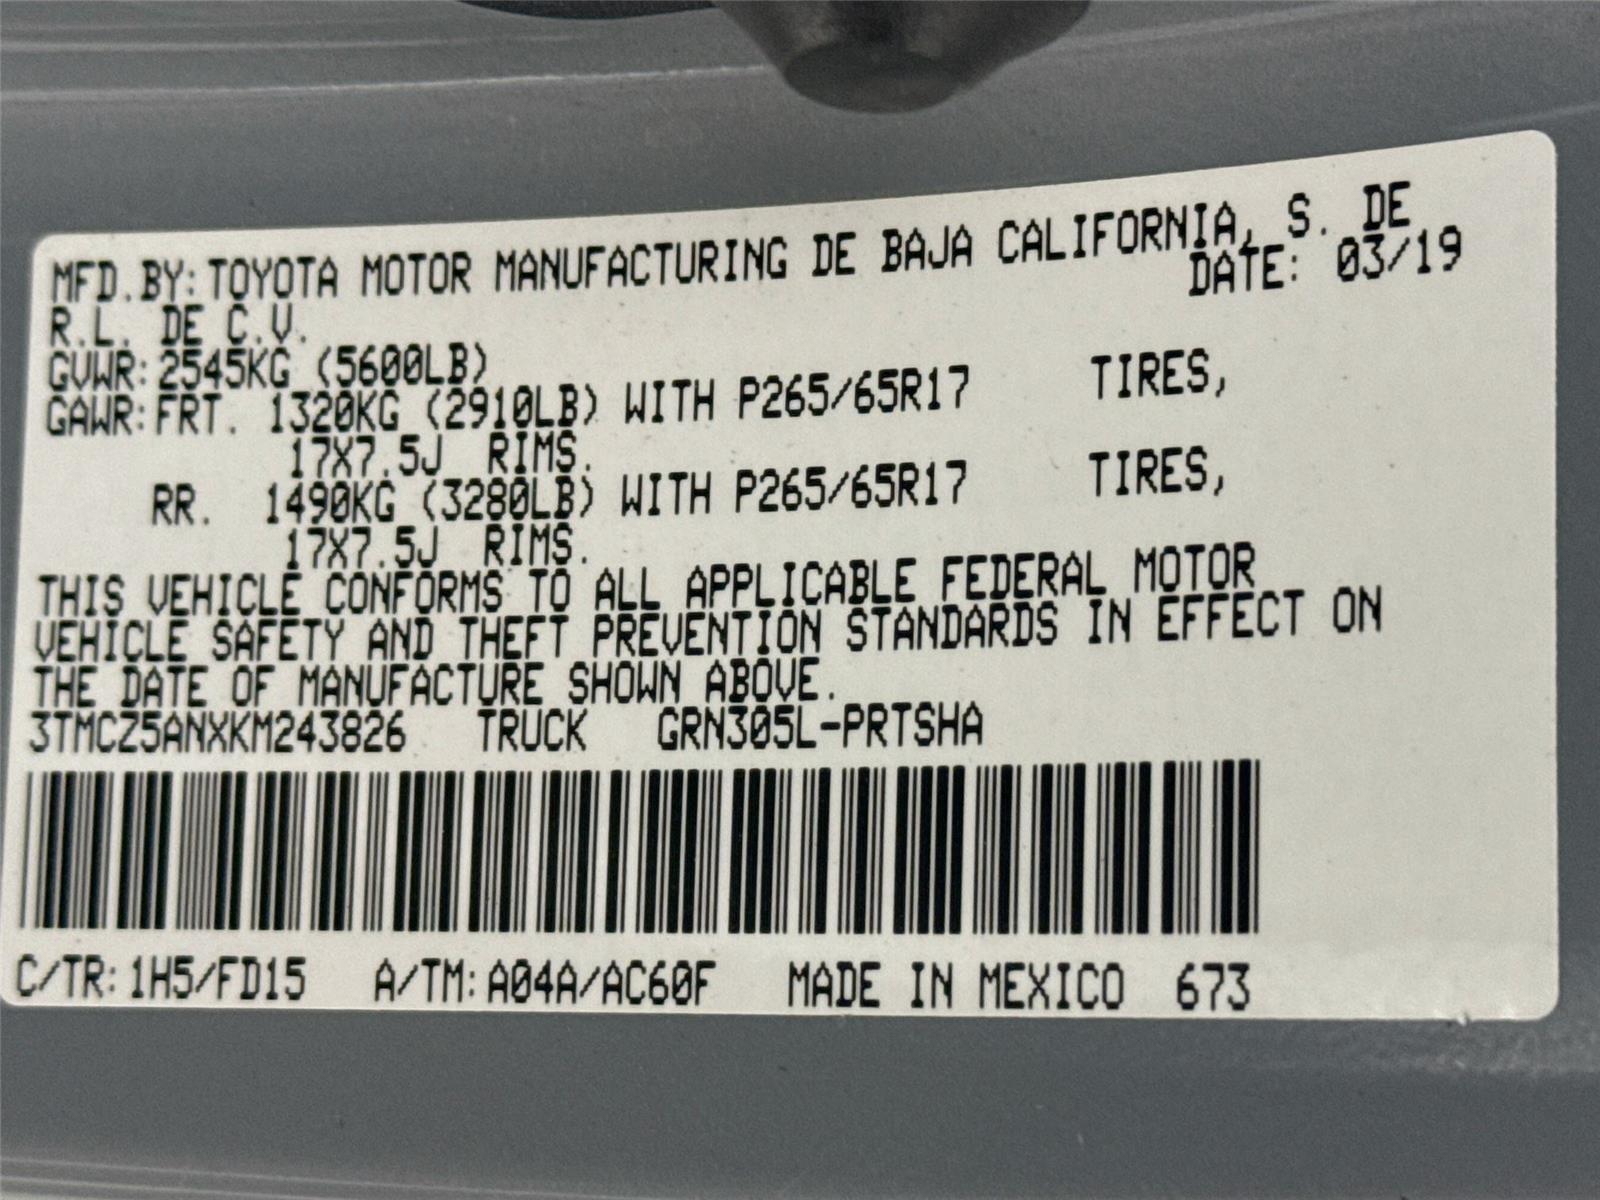 MFD.BY:TOYOTA MOTOR MANUFACTURING DE BAJA CALIFORNIA, S. DE
R.L. DE C.V. DATE: 03/19
GVWR:2545KG (5600LB)
GAWR:FRT. 1320KG (2910LB) WITH P265/65R17 TIRES,
17X7.5J RIMS.
RR. 1490KG (3280LB) WITH P265/65R17 TIRES,
17X7.5J RIMS.
THIS VEHICLE CONFORMS TO ALL APPLICABLE FEDERAL MOTOR
VEHICLE SAFETY AND THEFT PREVENTION STANDARDS IN EFFECT ON
THE DATE OF MANUFACTURE SHOWN ABOVE.
3TMCZ5ANXKM243826 TRUCK GRN305L-PRTSHA
C/TR:1H5/FD15 A/TM:A04A/AC60F MADE IN MEXICO 673